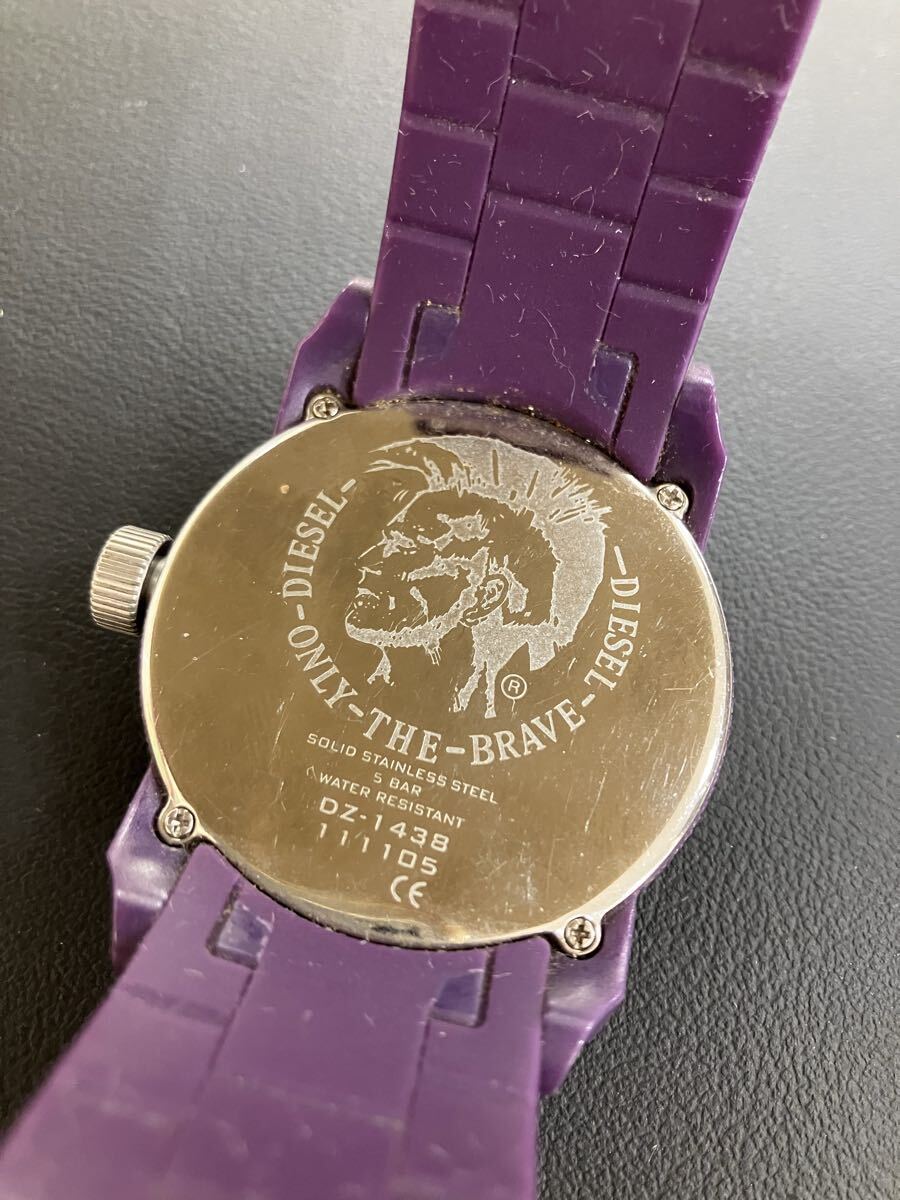 -DIESEL-ONLY-THE-BRAVE-DIESEL-
®
SOLID STAINLESS STEEL
5 BAR
WATER RESISTANT
DZ-1438
111105
CE